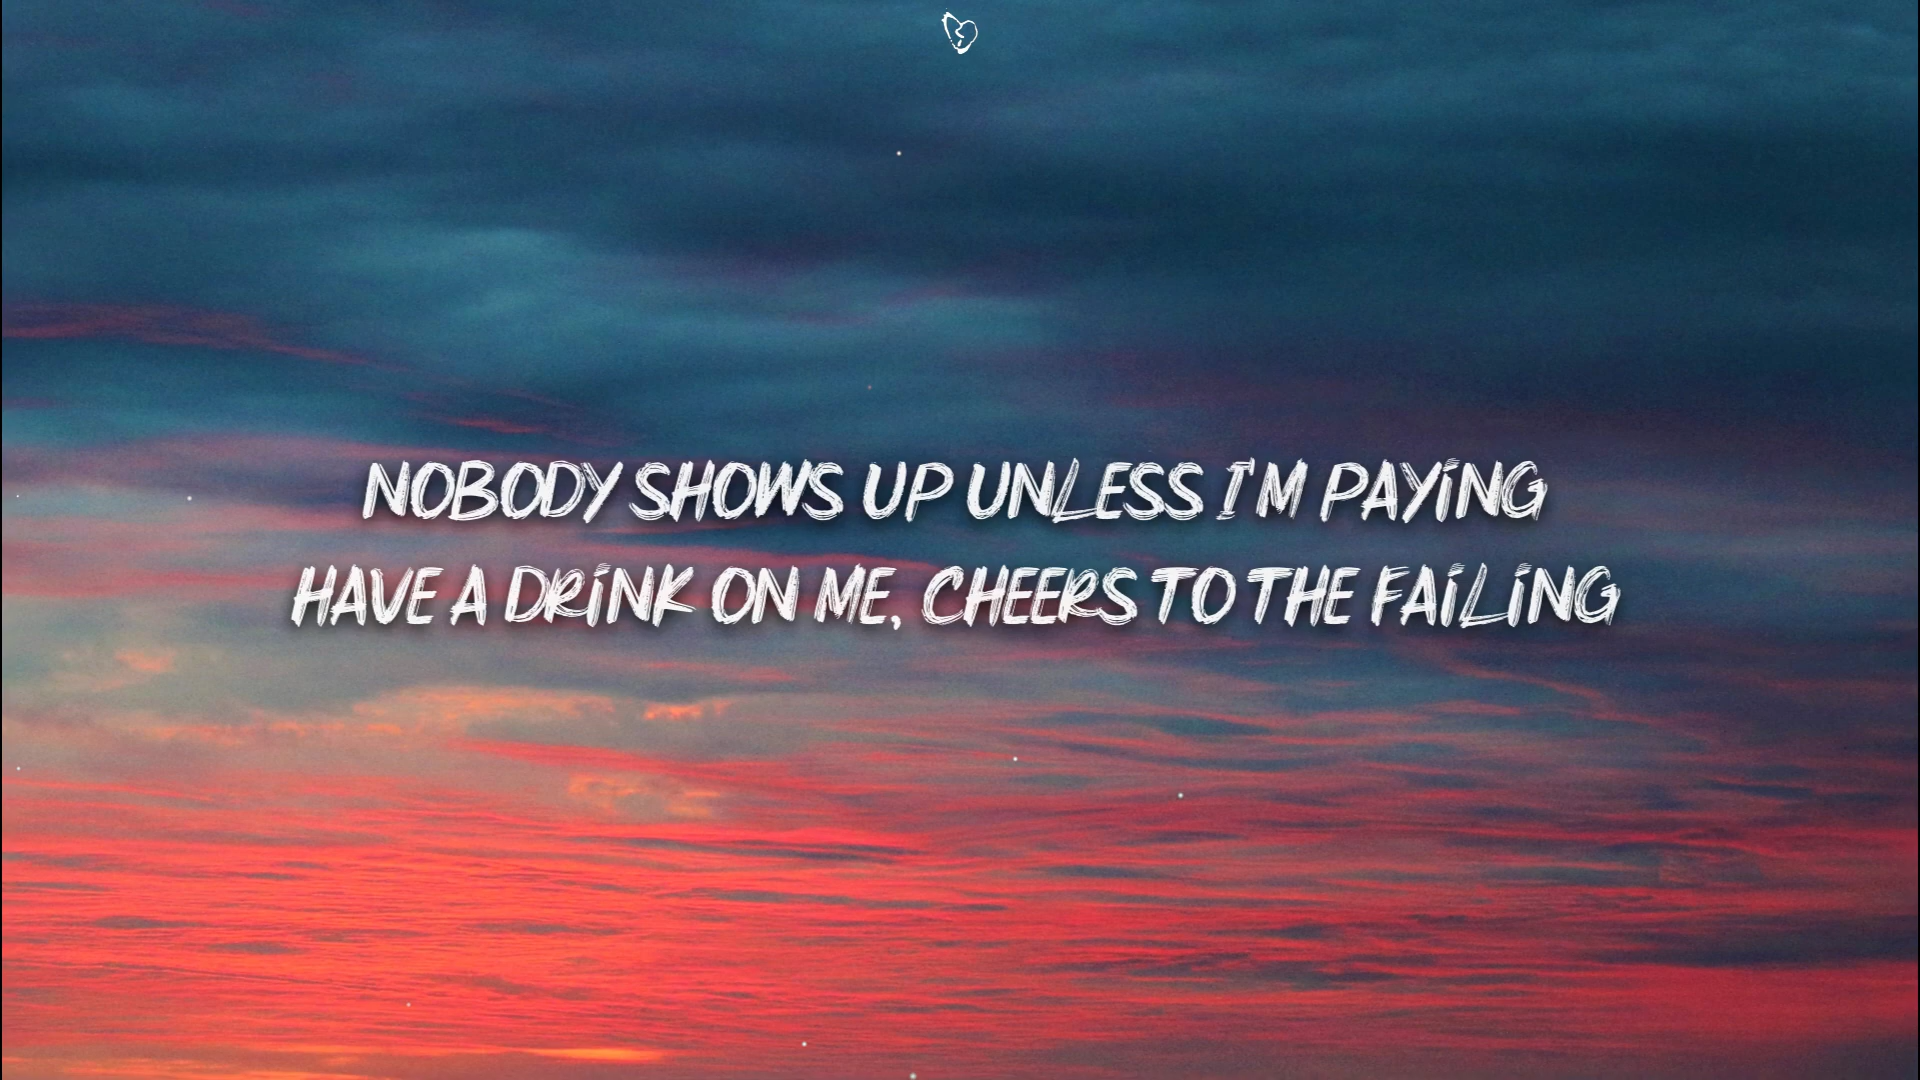 NOBODY SHOWS UP UNLESS I'M PAYING
HAVE A DRINK ON ME, CHEERS TO THE FAILING